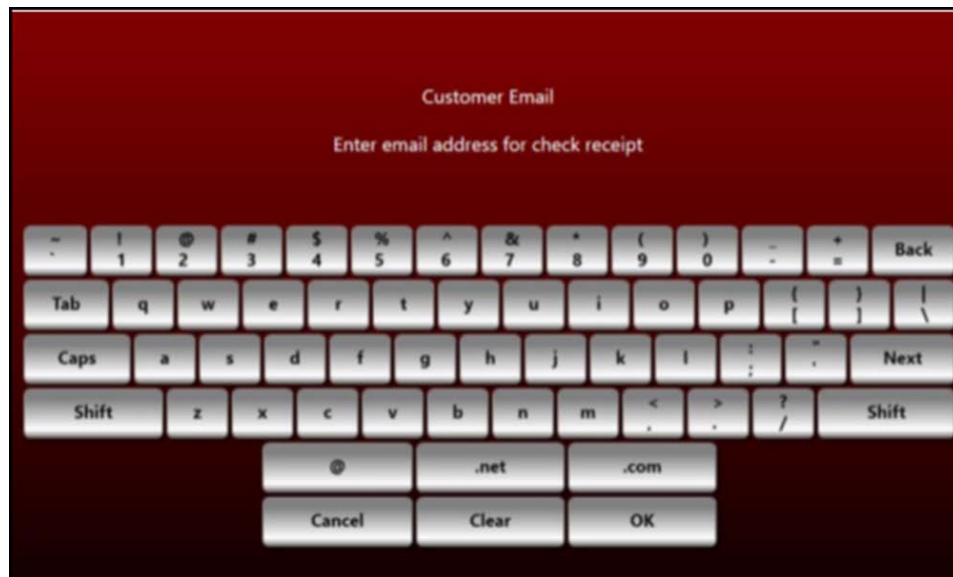 Customer Email
Enter email address for check receipt
~ ! @ # $ % ^ & * ( ) _ +
` 1 2 3 4 5 6 7 8 9 0 - = Back
Tab q w e r t y u i o p { } |
[ ] \
Caps a s d f g h j k l : " Next
; '
Shift z x c v b n m < > ? Shift
, . /
@ .net .com
Cancel Clear OK